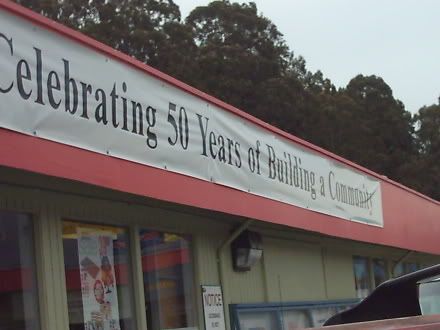 Celebrating 50 Years of Building a Community
NOTICE